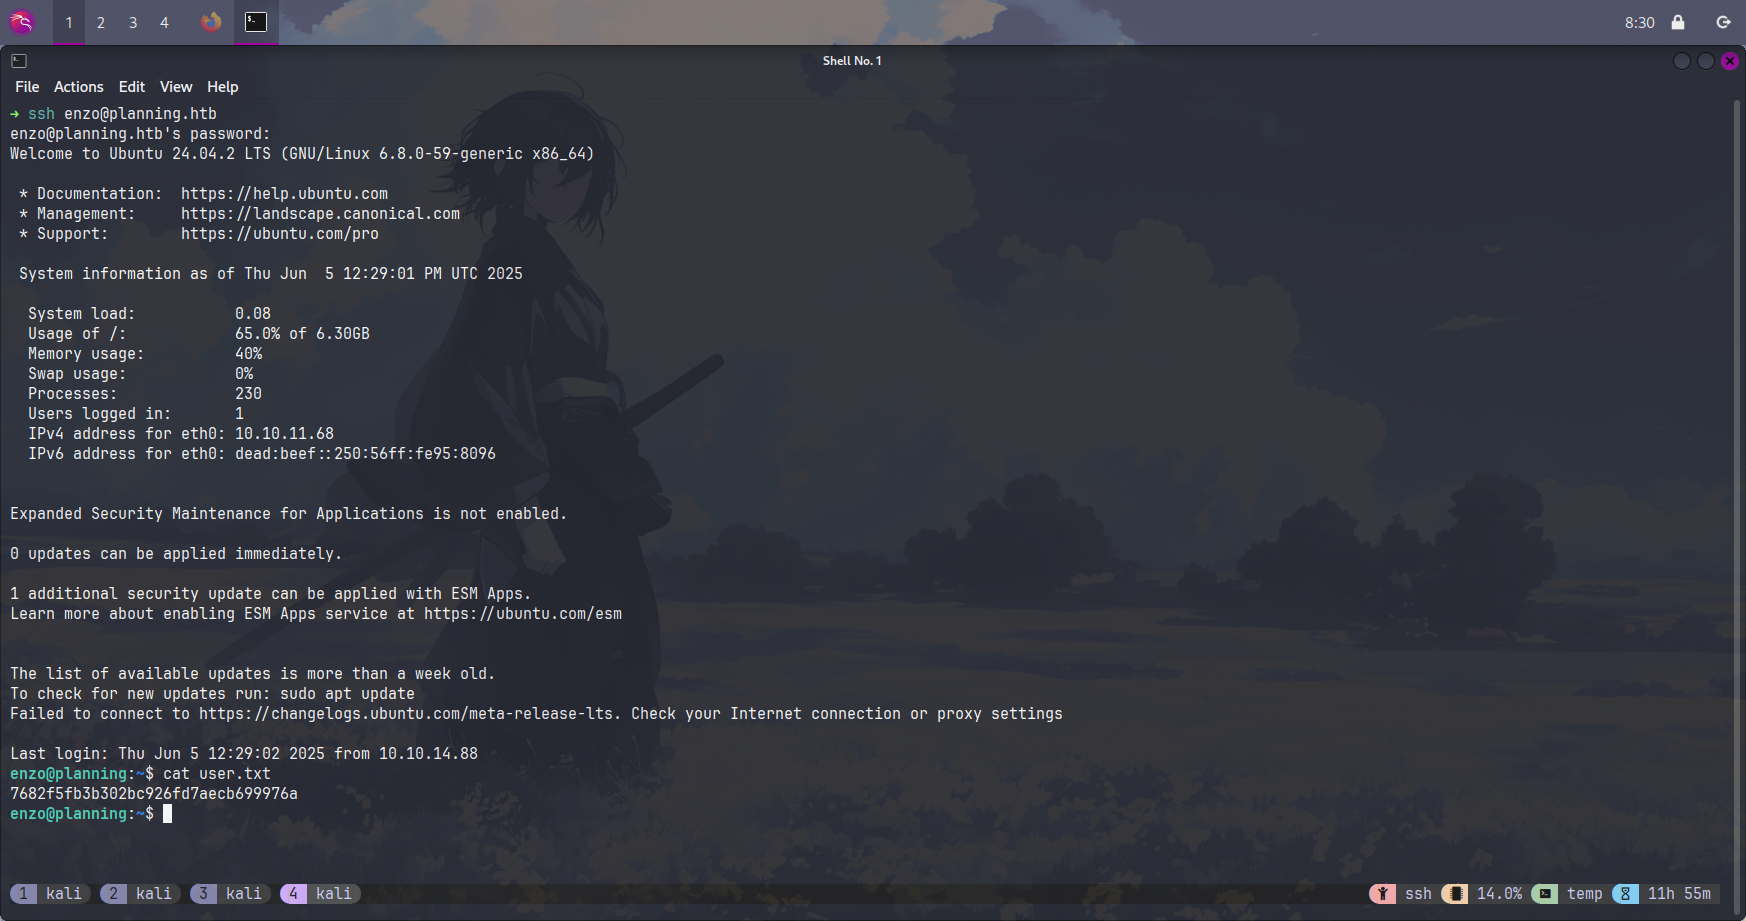 1 2 3 4 8:30
Shell No. 1
File Actions Edit View Help
→ ssh enzo@planning.htb
enzo@planning.htb's password:
Welcome to Ubuntu 24.04.2 LTS (GNU/Linux 6.8.0-59-generic x86_64)
* Documentation: https://help.ubuntu.com
* Management: https://landscape.canonical.com
* Support: https://ubuntu.com/pro
System information as of Thu Jun 5 12:29:01 PM UTC 2025
System load: 0.08
Usage of /: 65.0% of 6.30GB
Memory usage: 40%
Swap usage: 0%
Processes: 230
Users logged in: 1
IPv4 address for eth0: 10.10.11.68
IPv6 address for eth0: dead:beef::250:56ff:fe95:8096
Expanded Security Maintenance for Applications is not enabled.
0 updates can be applied immediately.
1 additional security update can be applied with ESM Apps.
Learn more about enabling ESM Apps service at https://ubuntu.com/esm
The list of available updates is more than a week old.
To check for new updates run: sudo apt update
Failed to connect to https://changelogs.ubuntu.com/meta-release-lts. Check your Internet connection or proxy settings
Last login: Thu Jun 5 12:29:02 2025 from 10.10.14.88
enzo@planning:~$ cat user.txt
7682f5fb3b302bc926fd7aecb699976a
enzo@planning:~$
1 kali 2 kali 3 kali 4 kali ssh 14.0% temp 11h 55m